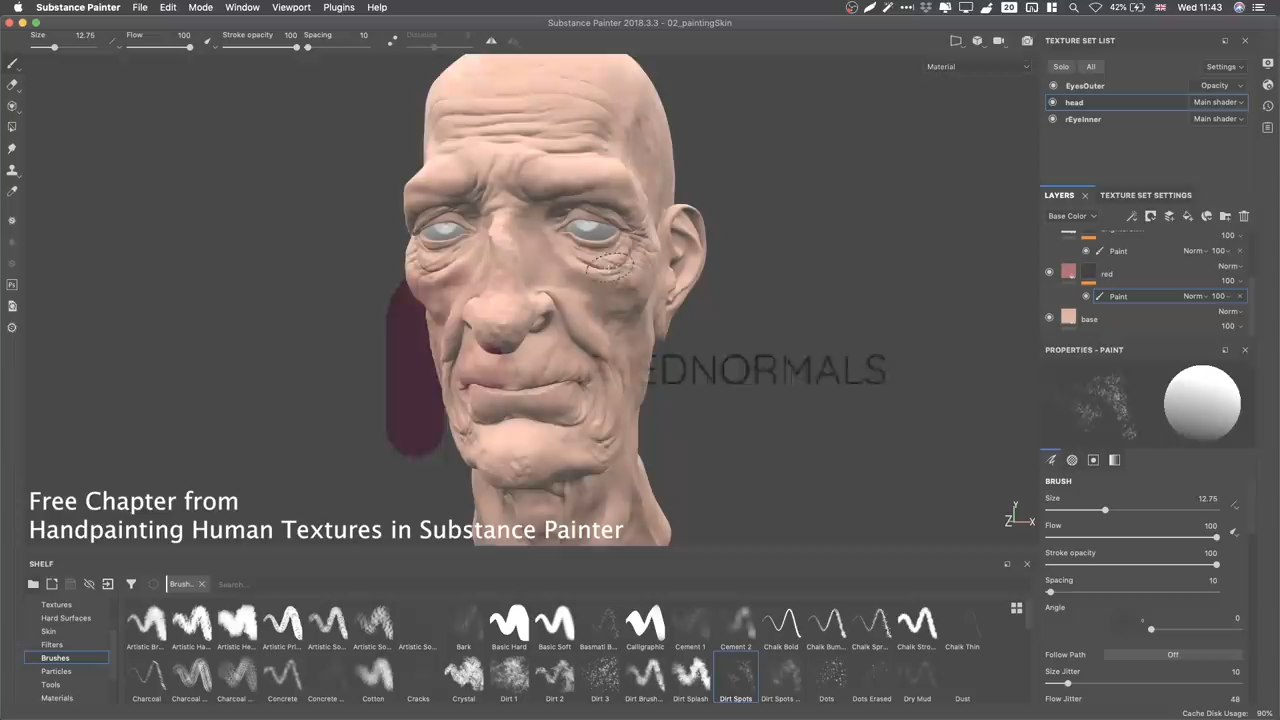 Substance Painter File Edit Mode Window Viewport Plugins Help
20 42% Wed 11:43
Substance Painter 2018.3.3 - 02_paintingSkin
Size 12.75 Flow 100 Stroke opacity 100 Spacing 10 Distance
Material
TEXTURE SET LIST
Solo All Settings
EyesOuter Opacity
head Main shader
rEyeInner Main shader
LAYERS TEXTURE SET SETTINGS
Base Color
100
Paint Norm 100
Norm
red
100
Paint Norm 100
Norm
base
100
PROPERTIES - PAINT
EDNORMALS
BRUSH
Size 12.75
Flow 100
Stroke opacity 100
Spacing 10
Angle
0
Follow Path Off
Size Jitter 10
Flow Jitter 48
Free Chapter from
Handpainting Human Textures in Substance Painter
Y
Z X
SHELF
Brush.. Search...
Textures
Hard Surfaces
Skin
Filters
Brushes
Particles
Tools
Materials
Artistic Br... Artistic Ha... Artistic He... Artistic Pri... Artistic So... Artistic So... Artistic So... Bark Basic Hard Basic Soft Basmati B... Calligraphic Cement 1 Cement 2 Chalk Bold Chalk Bum... Chalk Spr... Chalk Stro... Chalk Thin
Charcoal Charcoal ... Charcoal ... Concrete Concrete ... Cotton Cracks Crystal Dirt 1 Dirt 2 Dirt 3 Dirt Brush... Dirt Splash Dirt Spots Dirt Spots ... Dots Dots Erased Dry Mud Dust
Cache Disk Usage: 90%